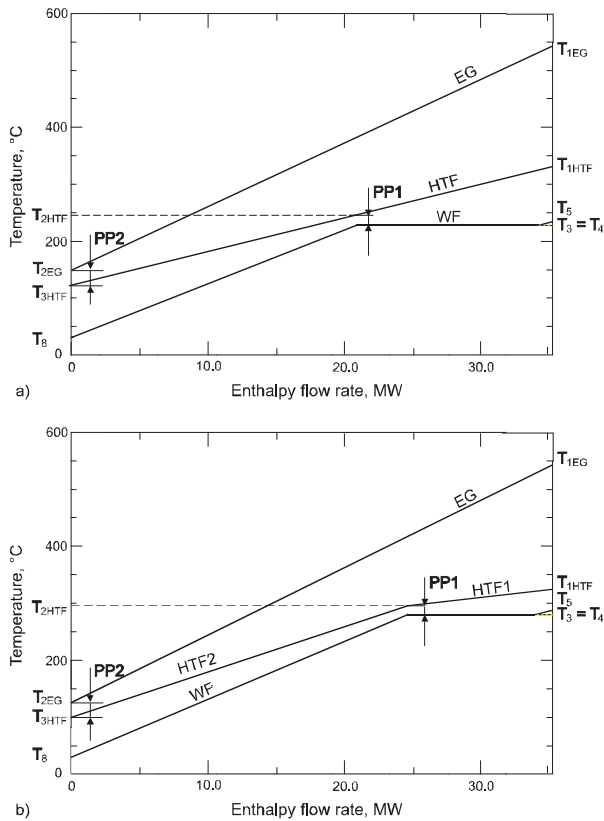 600
400
200
0
Temperature, °C
T2HTF
T2EG
T3HTF
T8
PP2
PP1
EG
HTF
WF
T1EG
T1HTF
T5
T3 = T4
10.0 20.0 30.0
Enthalpy flow rate, MW
a)
600
400
200
0
Temperature, °C
T2HTF
T2EG
T3HTF
T8
PP2
PP1
EG
HTF1
HTF2
WF
T1EG
T1HTF
T5
T3 = T4
0 10.0 20.0 30.0
Enthalpy flow rate, MW
b)